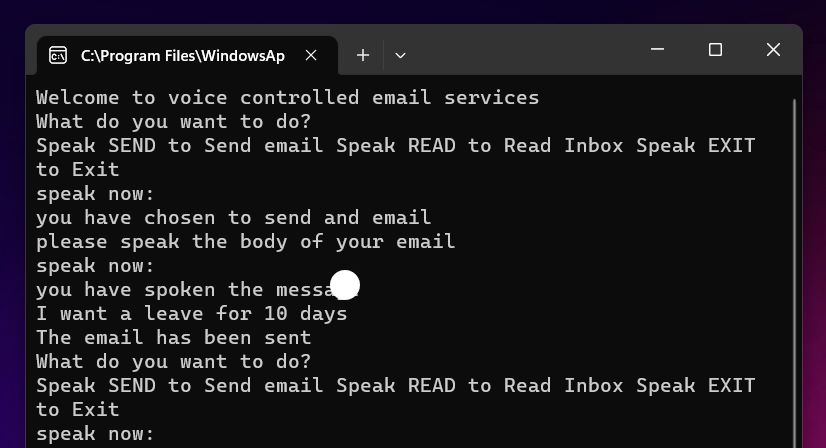 C:\Program Files\WindowsAp
Welcome to voice controlled email services
What do you want to do?
Speak SEND to Send email Speak READ to Read Inbox Speak EXIT
to Exit
speak now:
you have chosen to send and email
please speak the body of your email
speak now:
you have spoken the message
I want a leave for 10 days
The email has been sent
What do you want to do?
Speak SEND to Send email Speak READ to Read Inbox Speak EXIT
to Exit
speak now: